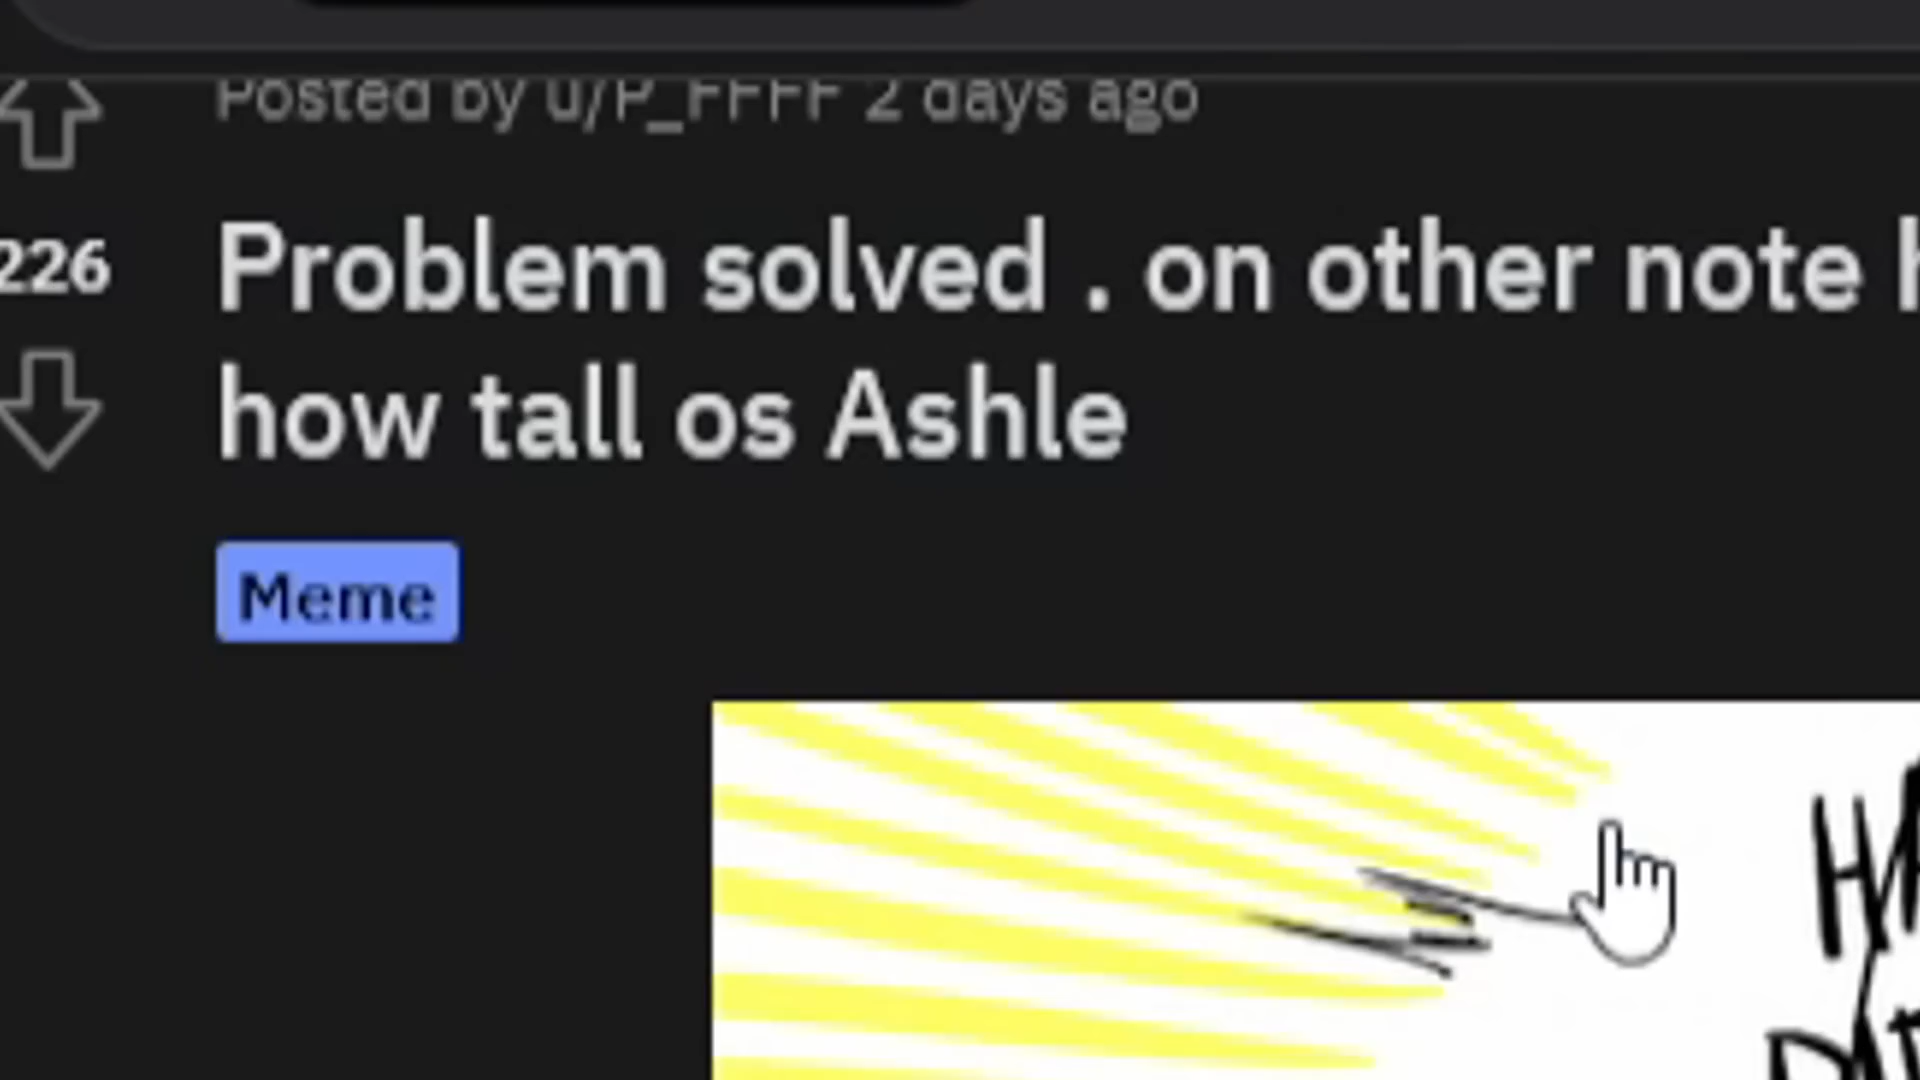 Posted by u/P_FFFF 2 days ago
226
Problem solved . on other note
how tall os Ashle
Meme